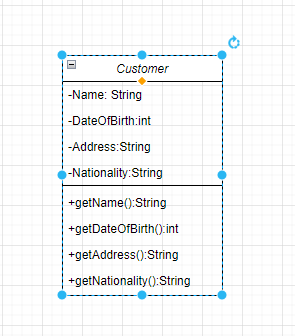 Customer
-Name: String
-DateOfBirth:int
-Address:String
-Nationality:String
+getName():String
+getDateOfBirth():int
+getAddress():String
+getNationality():String